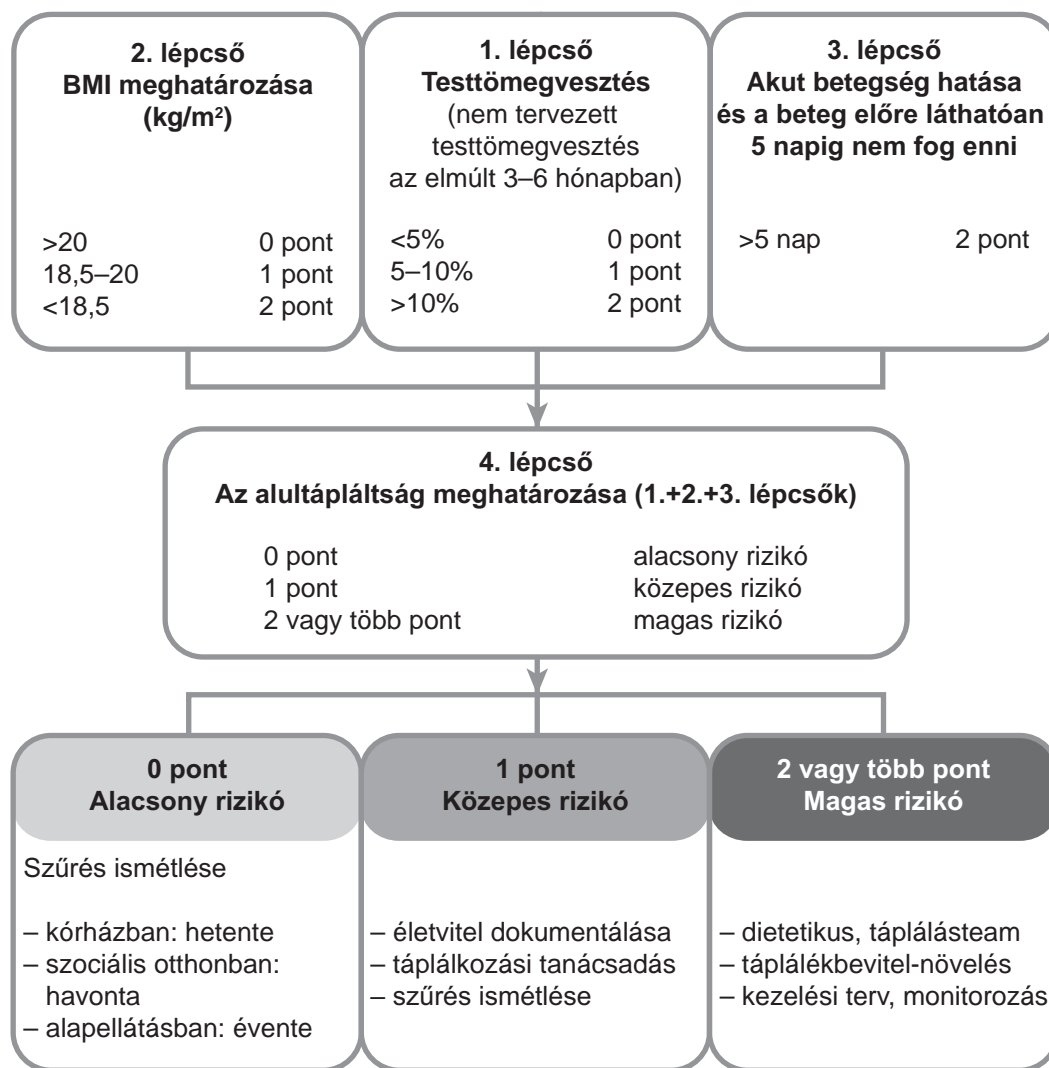 2. lépcső
BMI meghatározása
(kg/m²)
>20 0 pont
18,5–20 1 pont
<18,5 2 pont
1. lépcső
Testtömegvesztés
(nem tervezett
testtömegvesztés
az elmúlt 3–6 hónapban)
<5% 0 pont
5–10% 1 pont
>10% 2 pont
3. lépcső
Akut betegség hatása
és a beteg előre láthatóan
5 napig nem fog enni
>5 nap 2 pont
4. lépcső
Az alultápláltság meghatározása (1.+2.+3. lépcsők)
0 pont alacsony rizikó
1 pont közepes rizikó
2 vagy több pont magas rizikó
0 pont
Alacsony rizikó
Szűrés ismétlése
– kórházban: hetente
– szociális otthonban:
havonta
– alapellátásban: évente
1 pont
Közepes rizikó
– életvitel dokumentálása
– táplálkozási tanácsadás
– szűrés ismétlése
2 vagy több pont
Magas rizikó
– dietetikus, táplálásteam
– táplálékbevitel-növelés
– kezelési terv, monitorozás